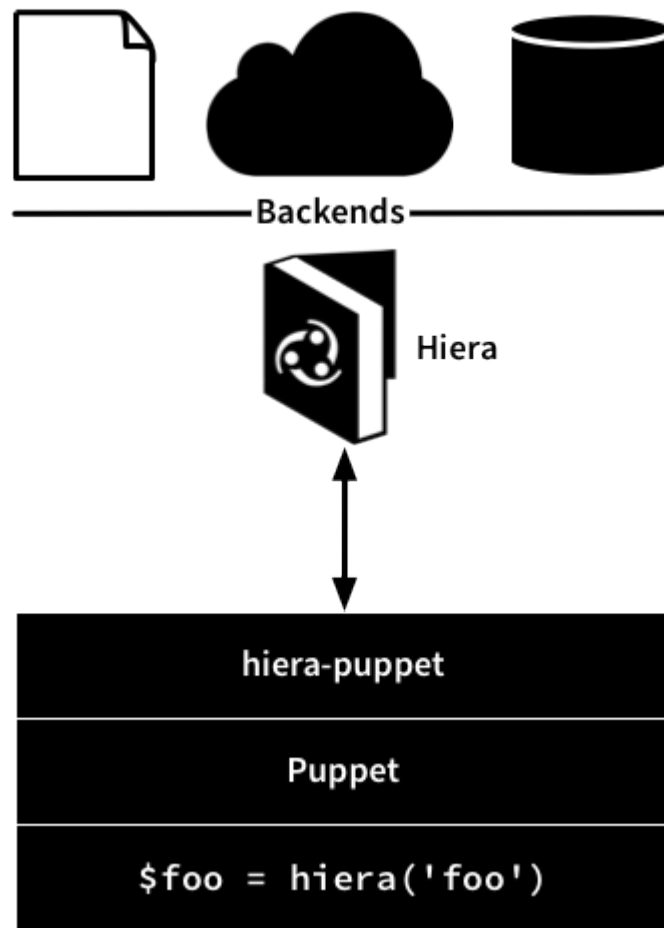 Backends
Hiera
hiera-puppet
Puppet
$foo = hiera('foo')